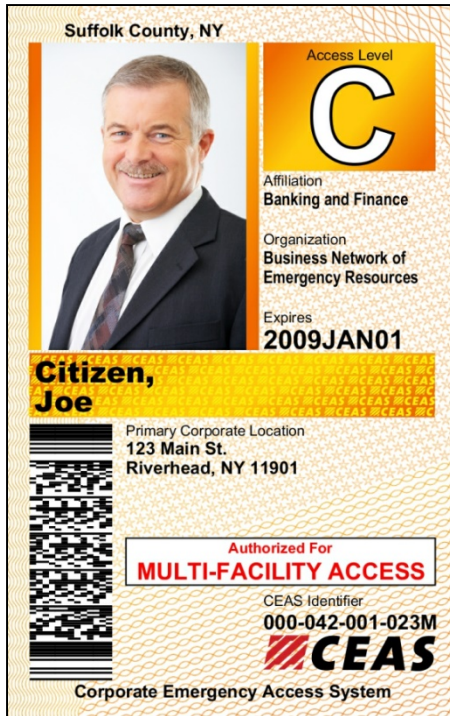 Suffolk County, NY
Access Level
C
Affiliation
Banking and Finance
Organization
Business Network of
Emergency Resources
Expires
2009JAN01
Citizen,
Joe
Primary Corporate Location
123 Main St.
Riverhead, NY 11901
Authorized For
MULTI-FACILITY ACCESS
CEAS Identifier
000-042-001-023M
CEAS
Corporate Emergency Access System